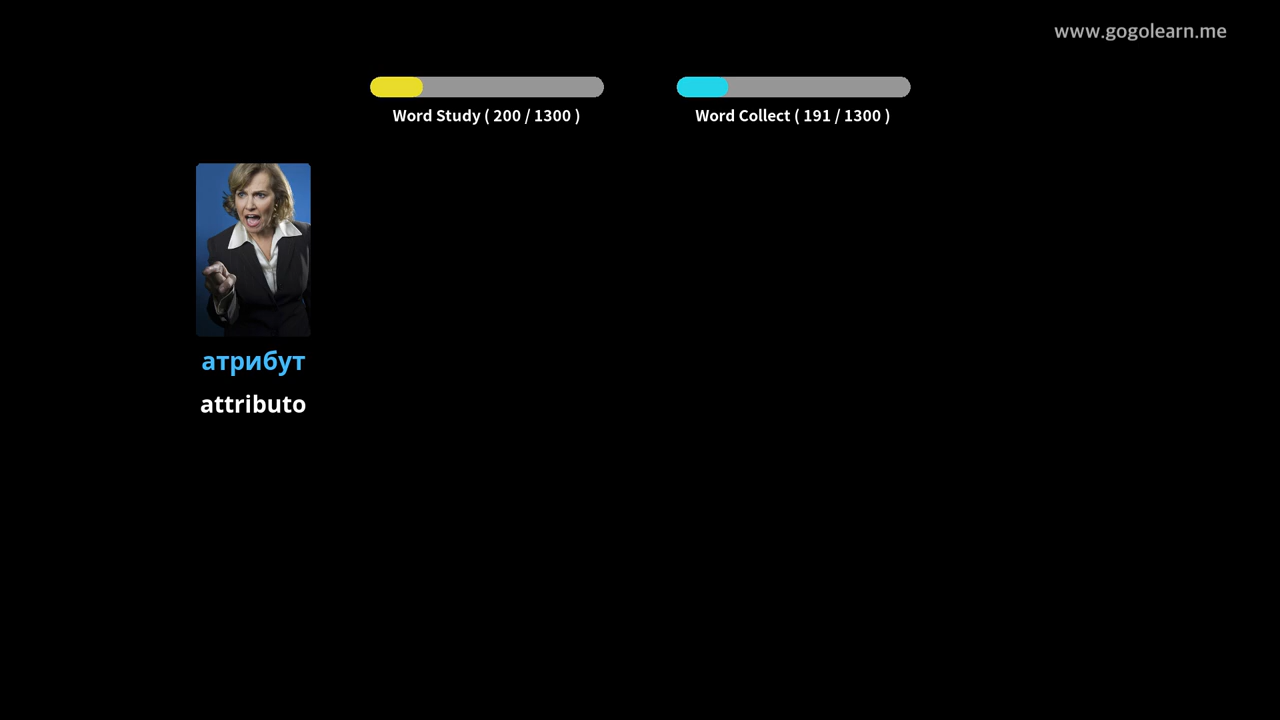 www.gogolearn.me
Word Study ( 200 / 1300 )
Word Collect ( 191 / 1300 )
атрибут
attributo